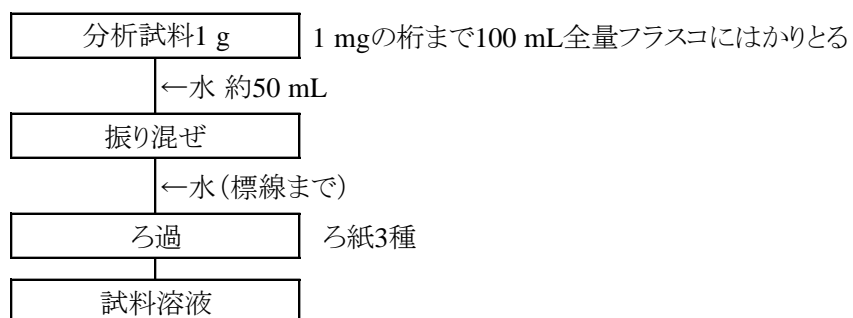 分析試料1 g 1 mgの桁まで100 mL全量フラスコにはかりとる
←水 約50 mL
振り混ぜ
←水（標線まで）
ろ過 ろ紙3種
試料溶液